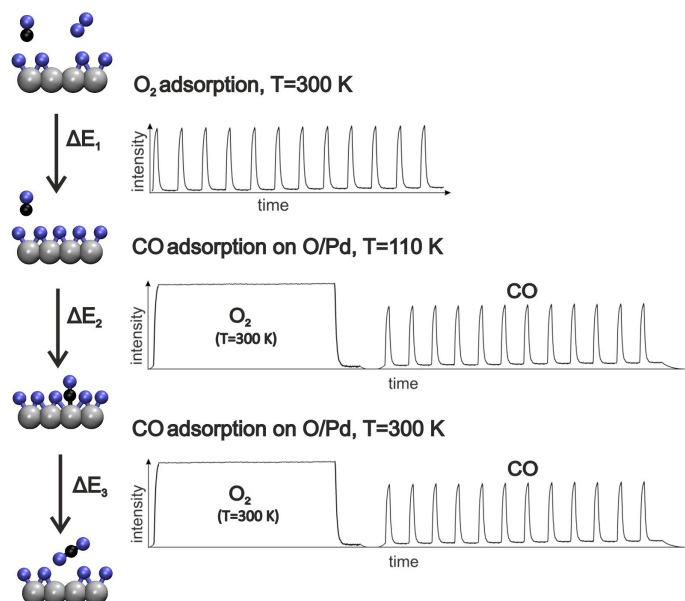 O₂ adsorption, T=300 K
ΔE₁
intensity
time
CO adsorption on O/Pd, T=110 K
ΔE₂
intensity
O₂
(T=300 K)
CO
time
CO adsorption on O/Pd, T=300 K
ΔE₃
intensity
O₂
(T=300 K)
CO
time